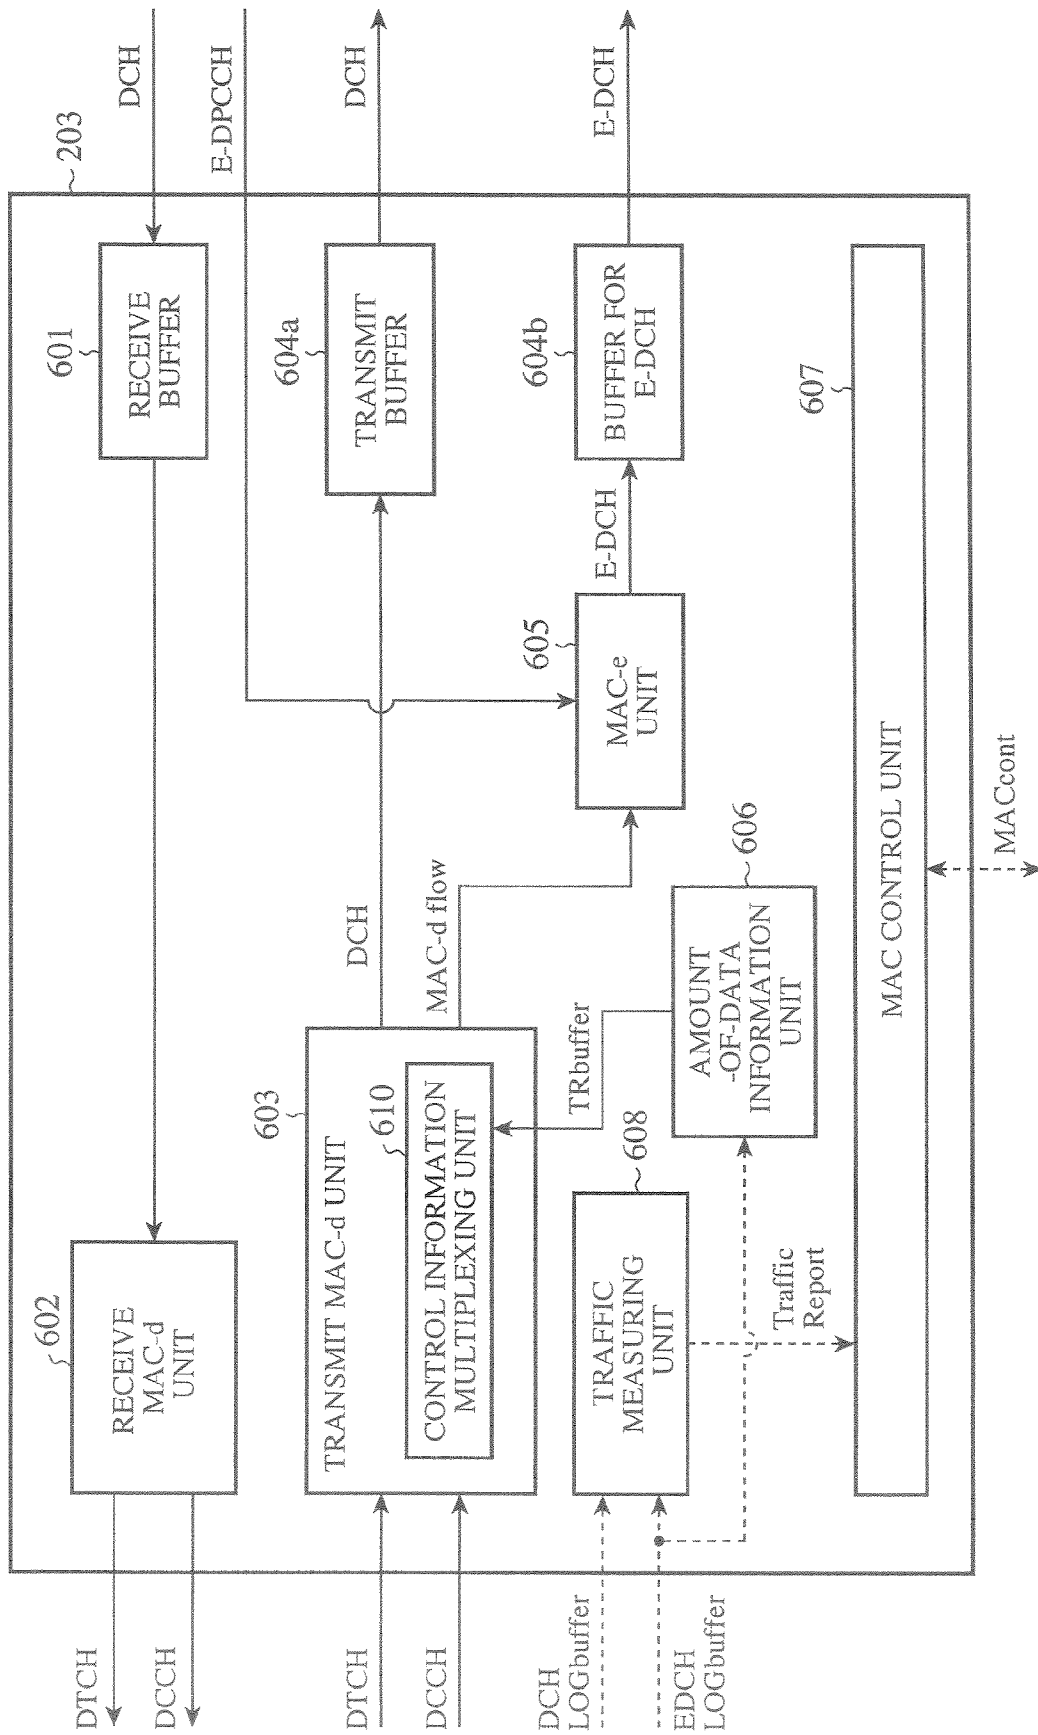 203
DTCH
DCCH
602
RECEIVE
MAC-d
UNIT
601
RECEIVE
BUFFER
DCH
E-DPCCH
DTCH
DCCH
603
TRANSMIT MAC-d UNIT
610
CONTROL INFORMATION
MULTIPLEXING UNIT
DCH
MAC-d flow
604a
TRANSMIT
BUFFER
DCH
TRbuffer
605
MAC-e
UNIT
E-DCH
604b
BUFFER FOR
E-DCH
E-DCH
DCH
LOGbuffer
EDCH
LOGbuffer
608
TRAFFIC
MEASURING
UNIT
606
AMOUNT
-OF-DATA
INFORMATION
UNIT
Traffic
Report
607
MAC CONTROL UNIT
MACcont